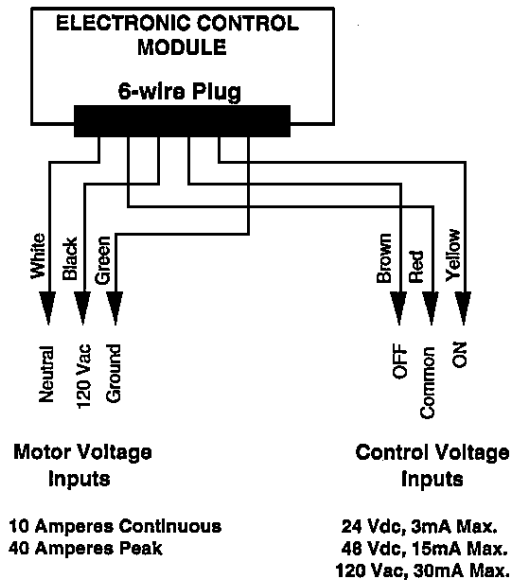 ELECTRONIC CONTROL
MODULE
6-wire Plug
White
Black
Green
Brown
Red
Yellow
Neutral
120 Vac
Ground
OFF
Common
ON
Motor Voltage
Inputs
Control Voltage
Inputs
10 Amperes Continuous
40 Amperes Peak
24 Vdc, 3mA Max.
48 Vdc, 15mA Max.
120 Vac, 30mA Max.